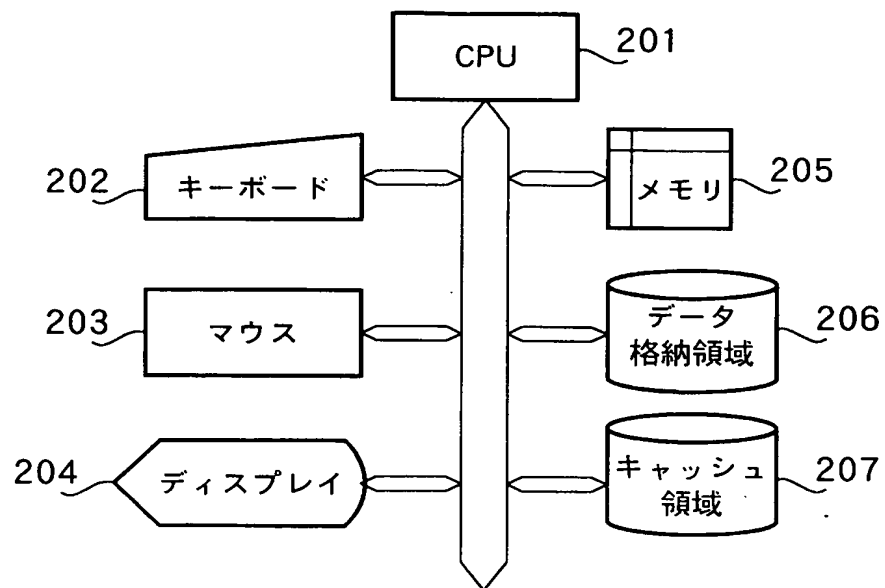 CPU
201
202
キーボード
メモリ
205
203
マウス
データ
格納領域
206
204
ディスプレイ
キャッシュ
領域
207